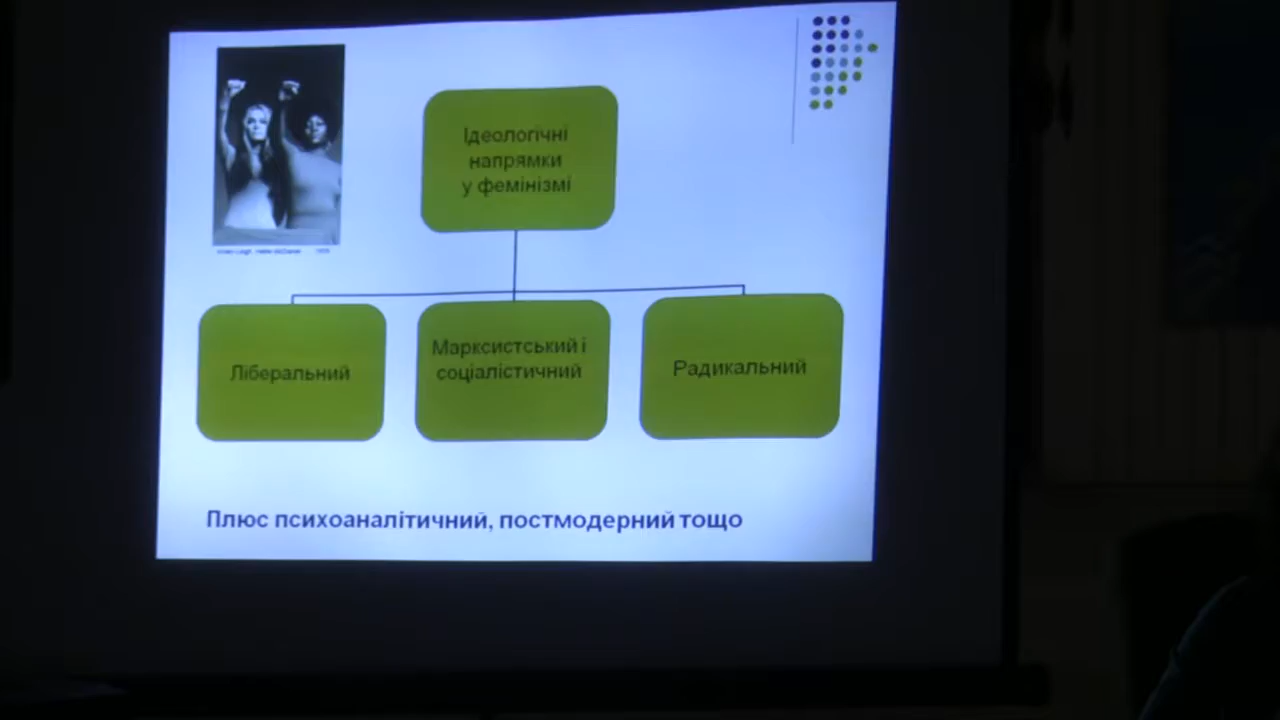 Ідеологічні
напрямки
у фемінізмі
Ліберальний
Марксистський і
соціалістичний
Радикальний
Плюс психоаналітичний, постмодерний тощо